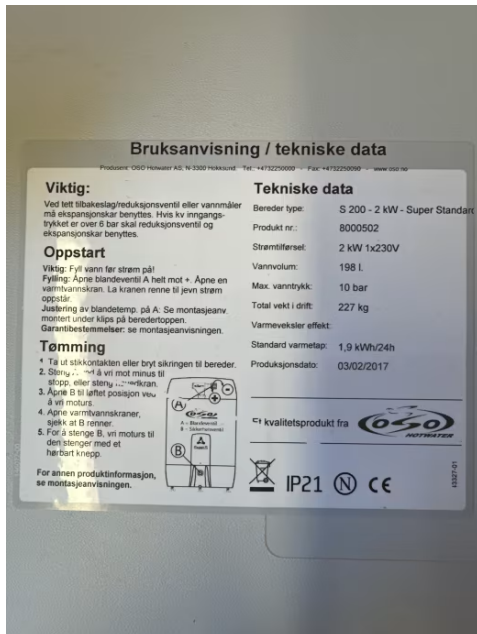 Bruksanvisning / tekniske data
Produsent: OSO Hotwater AS, N-3300 Hokksund - Tel.: +4732250000 - Fax: +4732250090 - www.oso.no
Viktig:
Ved tett tilbakeslag/reduksjonsventil eller vannmåler
må ekspansjonskar benyttes. Hvis kv inngangs-
trykket er over 6 bar skal reduksjonsventil og
ekspansjonskar benyttes.
Oppstart
Viktig: Fyll vann før strøm på!
Fylling: Åpne blandeventil A helt mot +. Åpne en
varmtvannskran. La kranen renne til jevn strøm
oppstår.
Justering av blandetemp. på A: Se montasjeanv.
montert under klips på beredertoppen.
Garantibestemmelser: se montasjeanvisningen.
Tømming
1. Ta ut stikkontakten eller bryt sikringen til bereder.
2. Steng å vri mot minus til
stopp, eller steng
3. Åpne B til løftet posisjon ved
å vri moturs.
4. Åpne varmtvannskraner,
sjekk at B renner.
5. For å stenge B, vri moturs til
den stenger med et
hørbart knepp.
For annen produktinformasjon,
se montasjeanvisningen.
A
OSO
A = Blandeventil
B = Sikkerhetsventil
B
Tekniske data
Bereder type: S 200 - 2 kW - Super Standard
Produkt nr.: 8000502
Strømtilførsel: 2 kW 1x230V
Vannvolum: 198 l.
Max. vanntrykk: 10 bar
Total vekt i drift: 227 kg
Varmeveksler effekt:
Standard varmetap: 1,9 kWh/24h
Produksjonsdato: 03/02/2017
Et kvalitetsprodukt fra OSO HOTWATER
IP21 N CE